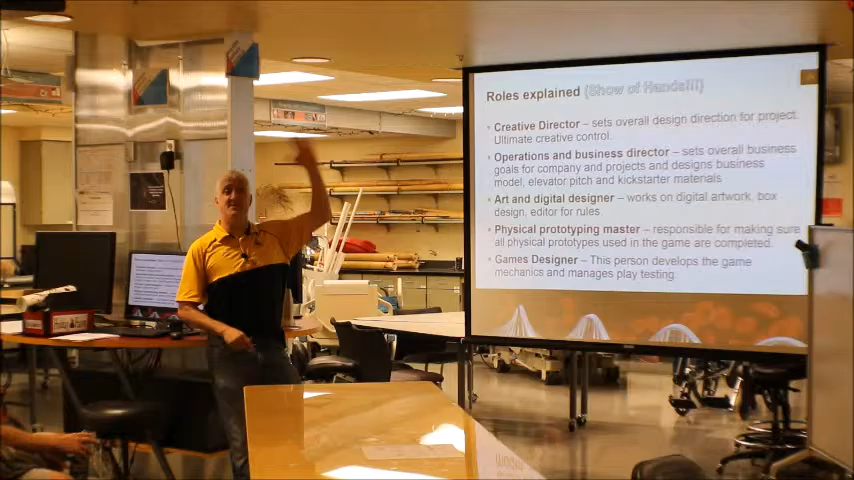 Roles explained (Show of Hands!!!)
• Creative Director – sets overall design direction for project.
Ultimate creative control.
• Operations and business director – sets overall business
goals for company and projects and designs business
model, elevator pitch and kickstarter materials
• Art and digital designer – works on digital artwork, box
design, editor for rules
• Physical prototyping master – responsible for making sure
all physical prototypes used in the game are completed.
• Games Designer – This person develops the game
mechanics and manages play testing.